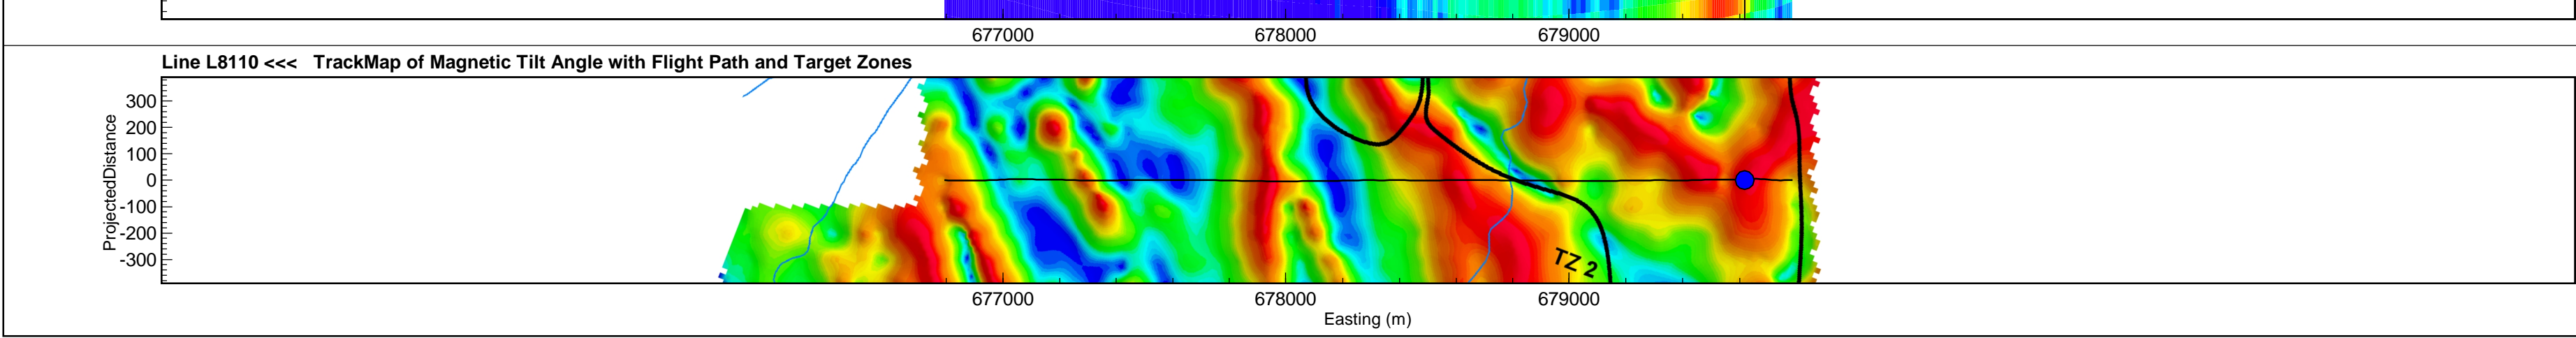 677000 678000 679000
Line L8110 <<< TrackMap of Magnetic Tilt Angle with Flight Path and Target Zones
300
200
100
0
-100
-200
-300
ProjectedDistance
TZ 2
677000 678000 679000
Easting (m)